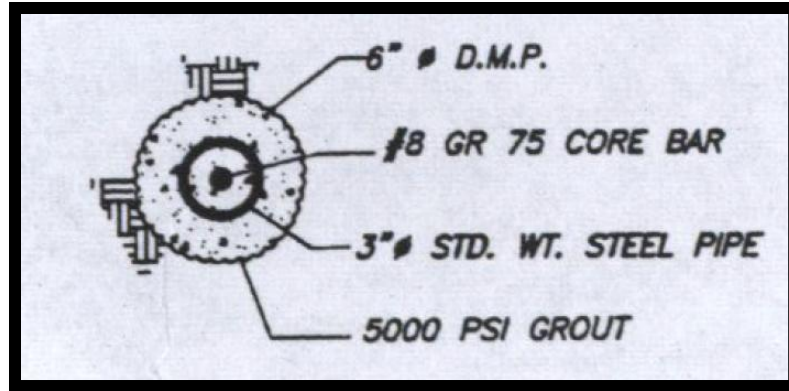 6" ø D.M.P.
#8 GR 75 CORE BAR
3"ø STD. WT. STEEL PIPE
5000 PSI GROUT